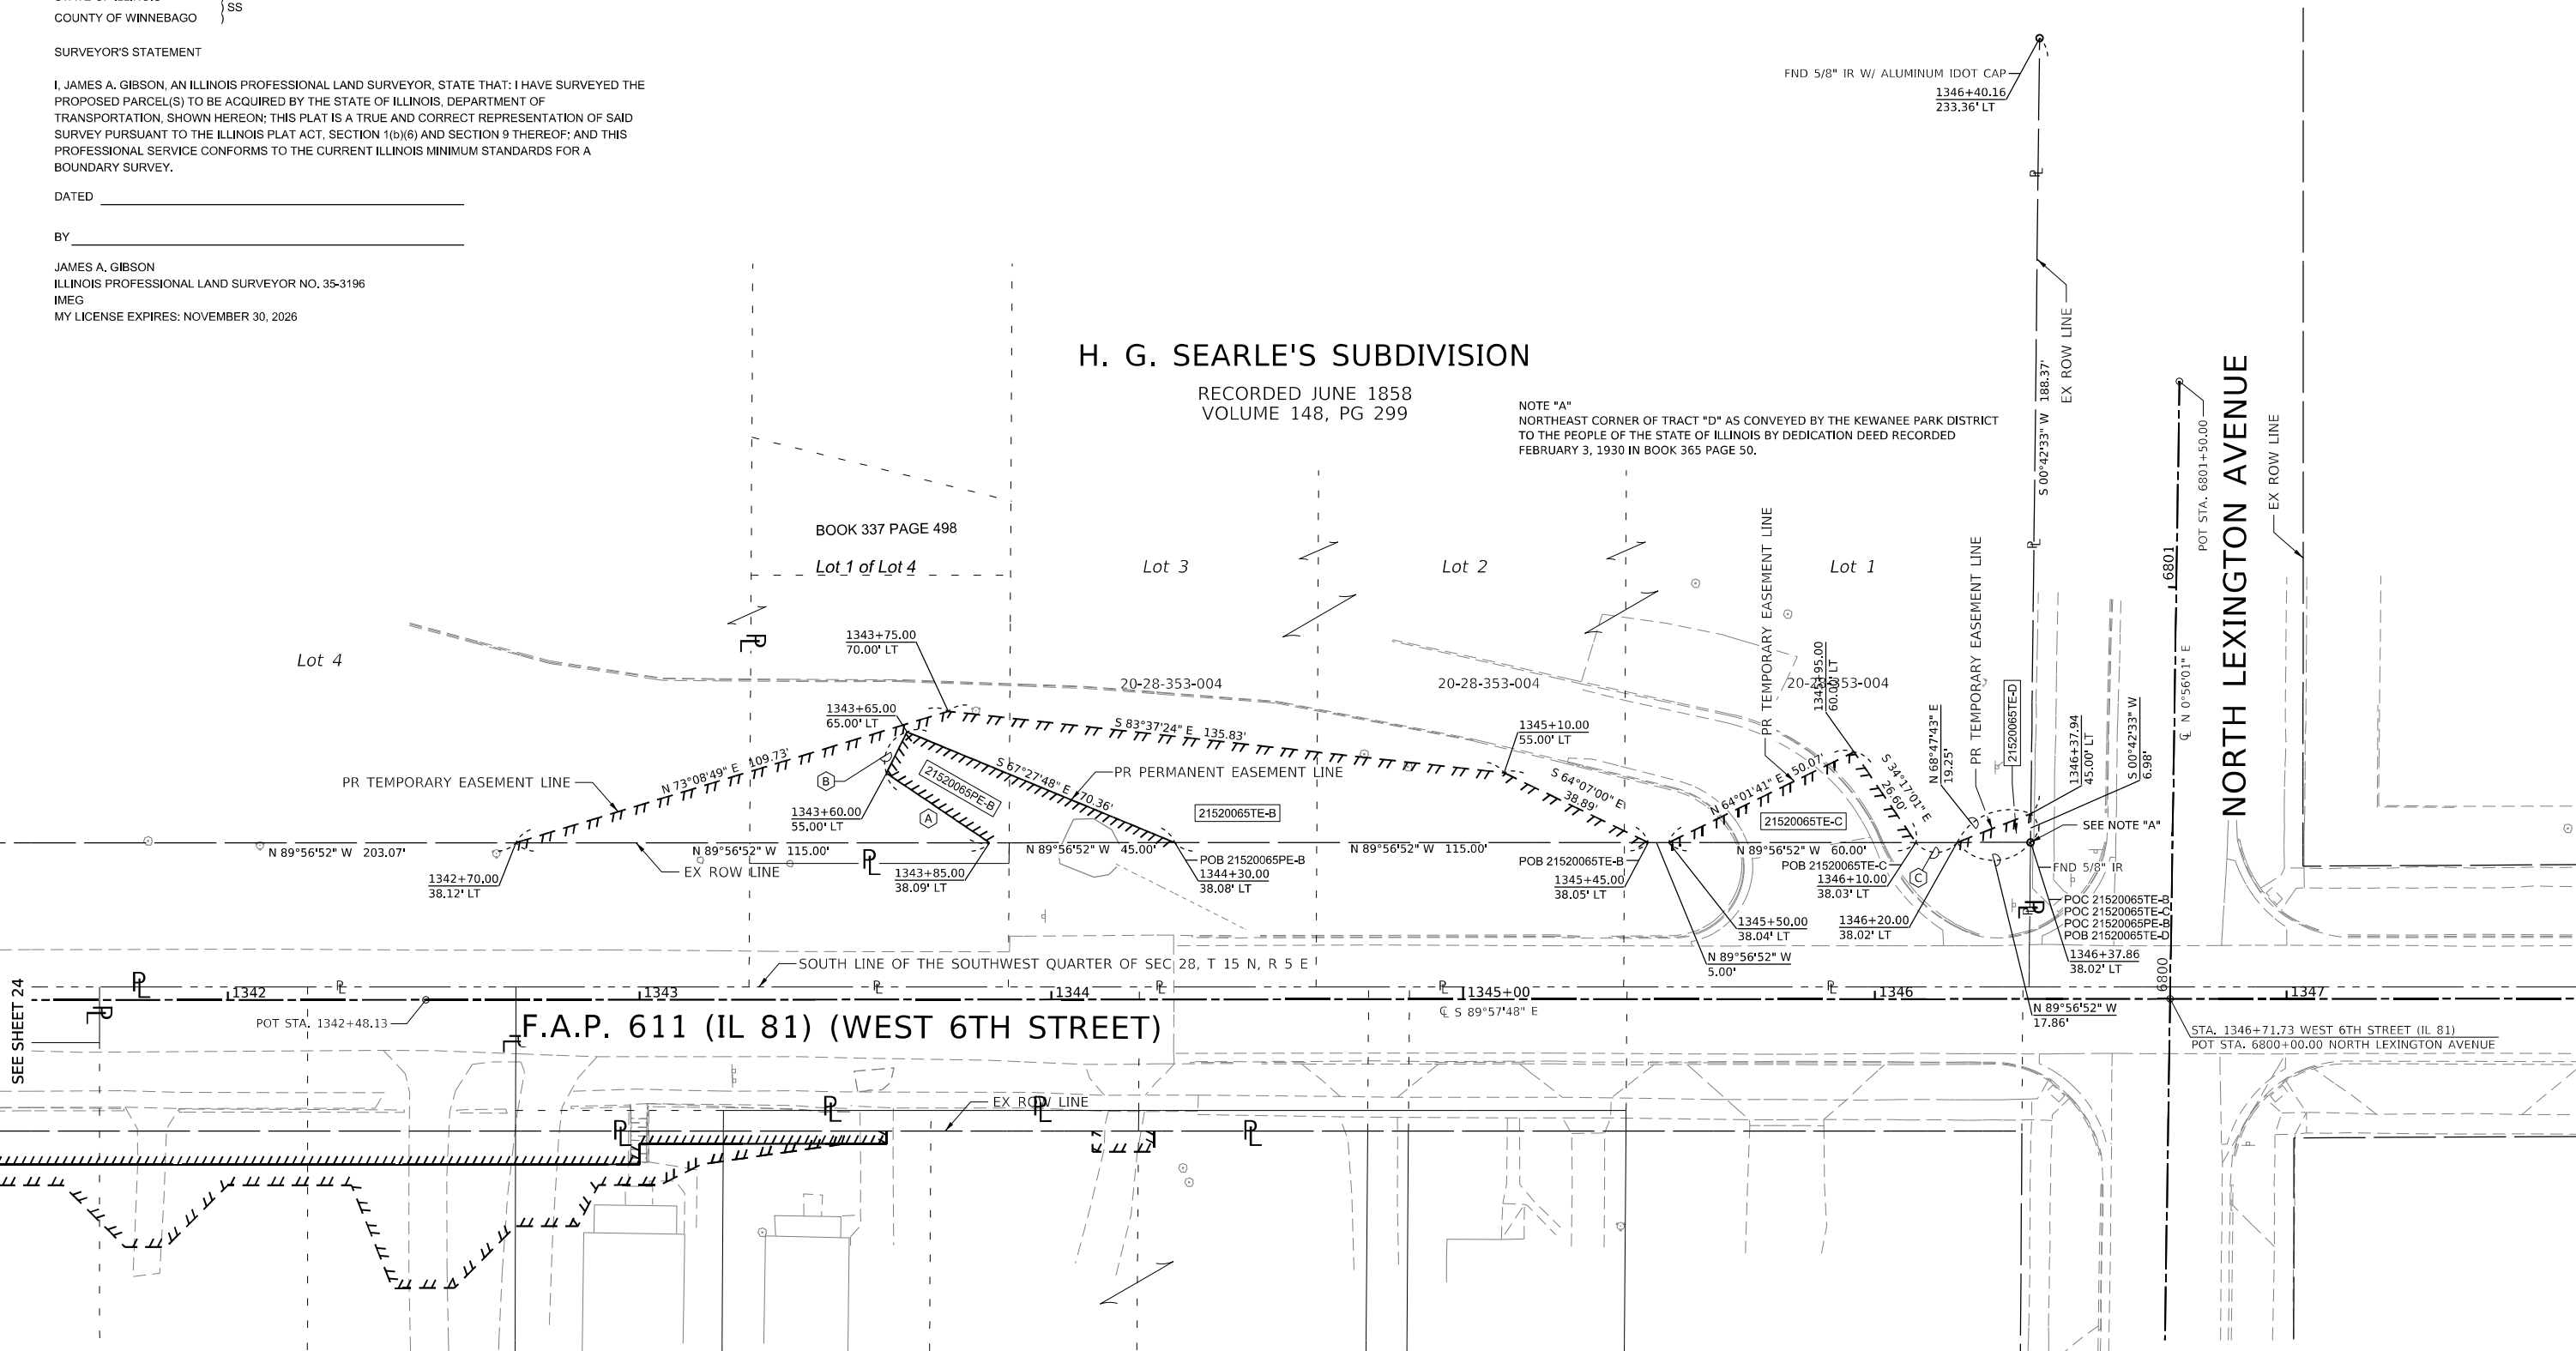 COUNTY OF WINNEBAGO
) SS
SURVEYOR'S STATEMENT
I, JAMES A. GIBSON, AN ILLINOIS PROFESSIONAL LAND SURVEYOR, STATE THAT: I HAVE SURVEYED THE
PROPOSED PARCEL(S) TO BE ACQUIRED BY THE STATE OF ILLINOIS, DEPARTMENT OF
TRANSPORTATION, SHOWN HEREON; THIS PLAT IS A TRUE AND CORRECT REPRESENTATION OF SAID
SURVEY PURSUANT TO THE ILLINOIS PLAT ACT, SECTION 1(b)(6) AND SECTION 9 THEREOF; AND THIS
PROFESSIONAL SERVICE CONFORMS TO THE CURRENT ILLINOIS MINIMUM STANDARDS FOR A
BOUNDARY SURVEY.
DATED
BY
JAMES A. GIBSON
ILLINOIS PROFESSIONAL LAND SURVEYOR NO. 35-3196
IMEG
MY LICENSE EXPIRES: NOVEMBER 30, 2026
FND 5/8" IR W/ ALUMINUM IDOT CAP
1346+40.16
233.36' LT
H. G. SEARLE'S SUBDIVISION
RECORDED JUNE 1858
VOLUME 148, PG 299
NOTE "A"
NORTHEAST CORNER OF TRACT "D" AS CONVEYED BY THE KEWANEE PARK DISTRICT
TO THE PEOPLE OF THE STATE OF ILLINOIS BY DEDICATION DEED RECORDED
FEBRUARY 3, 1930 IN BOOK 365 PAGE 50.
S 00°42'33" W 188.37'
EX ROW LINE
POT STA. 6801+50.00
NORTH LEXINGTON AVENUE
EX ROW LINE
6801
℄ N 0°56'01" E
BOOK 337 PAGE 498
Lot 1 of Lot 4
Lot 3
Lot 2
Lot 1
Lot 4
20-28-353-004
20-28-353-004
20-28-353-004
1343+75.00
70.00' LT
1343+65.00
65.00' LT
1343+60.00
55.00' LT
PR TEMPORARY EASEMENT LINE
N 73°08'49" E 109.73'
B
A
21520065PE-B
S 67°27'48" E 70.36'
S 83°37'24" E 135.83'
PR PERMANENT EASEMENT LINE
21520065TE-B
1345+10.00
55.00' LT
S 64°07'00" E
38.89'
PR TEMPORARY EASEMENT LINE
1345+95.00
60.00' LT
N 64°01'41" E 50.07'
21520065TE-C
S 34°17'01" E
26.60'
N 68°47'43" E
19.25'
PR TEMPORARY EASEMENT LINE
21520065TE-D
1346+37.94
45.00' LT
S 00°42'33" W
6.98'
SEE NOTE "A"
FND 5/8" IR
N 89°56'52" W 203.07'
N 89°56'52" W 115.00'
N 89°56'52" W 45.00'
N 89°56'52" W 115.00'
N 89°56'52" W 60.00'
EX ROW LINE
1342+70.00
38.12' LT
1343+85.00
38.09' LT
POB 21520065PE-B
1344+30.00
38.08' LT
POB 21520065TE-B
1345+45.00
38.05' LT
POB 21520065TE-C
1346+10.00
38.03' LT
C
1345+50.00
38.04' LT
1346+20.00
38.02' LT
N 89°56'52" W
5.00'
POC 21520065TE-B
POC 21520065TE-C
POC 21520065PE-B
POB 21520065TE-D
1346+37.86
38.02' LT
N 89°56'52" W
17.86'
SOUTH LINE OF THE SOUTHWEST QUARTER OF SEC 28, T 15 N, R 5 E
SEE SHEET 24
1342
1343
1344
1345+00
1346
1347
6800
POT STA. 1342+48.13
F.A.P. 611 (IL 81) (WEST 6TH STREET)
℄ S 89°57'48" E
STA. 1346+71.73 WEST 6TH STREET (IL 81)
POT STA. 6800+00.00 NORTH LEXINGTON AVENUE
EX ROW LINE